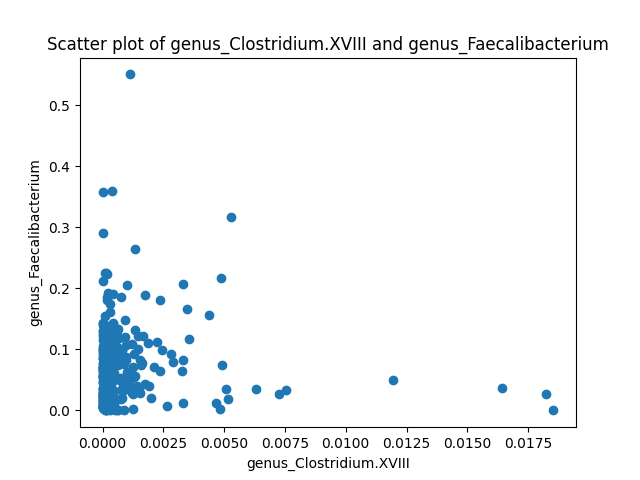 Scatter plot of genus_Clostridium.XVIII and genus_Faecalibacterium
0.5
0.4
0.3
0.2
0.1
0.0
genus_Faecalibacterium
0.0000 0.0025 0.0050 0.0075 0.0100 0.0125 0.0150 0.0175
genus_Clostridium.XVIII